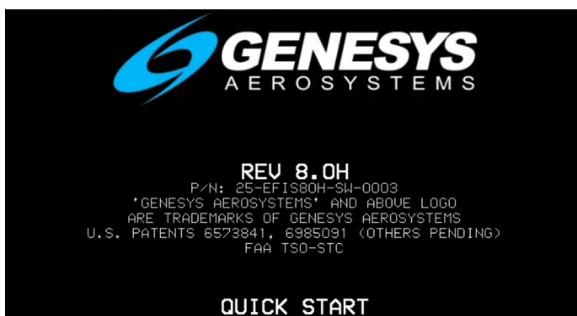 GENESYS
AEROSYSTEMS
REV 8.0H
P/N: 25-EFIS80H-SW-0003
'GENESYS AEROSYSTEMS' AND ABOVE LOGO
ARE TRADEMARKS OF GENESYS AEROSYSTEMS
U.S. PATENTS 6573841, 6985091 (OTHERS PENDING)
FAA TSO-STC
QUICK START